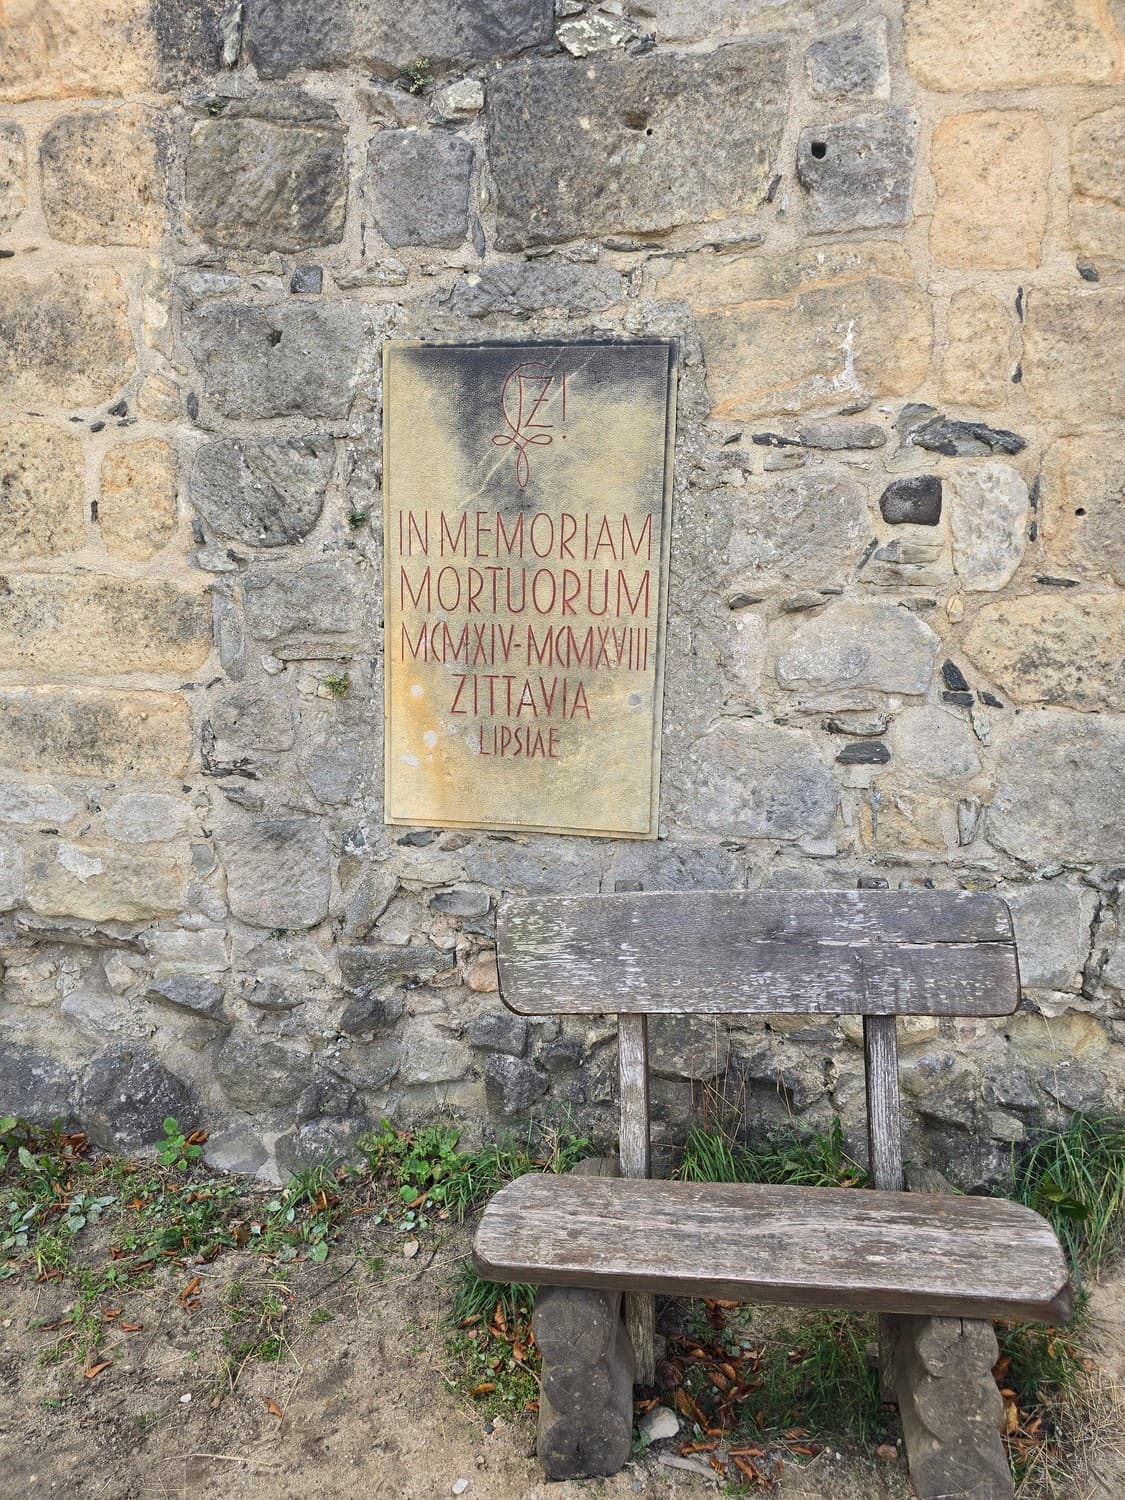 Z!
IN MEMORIAM
MORTUORUM
MCMXIV-MCMXVIII
ZITTAVIA
LIPSIAE